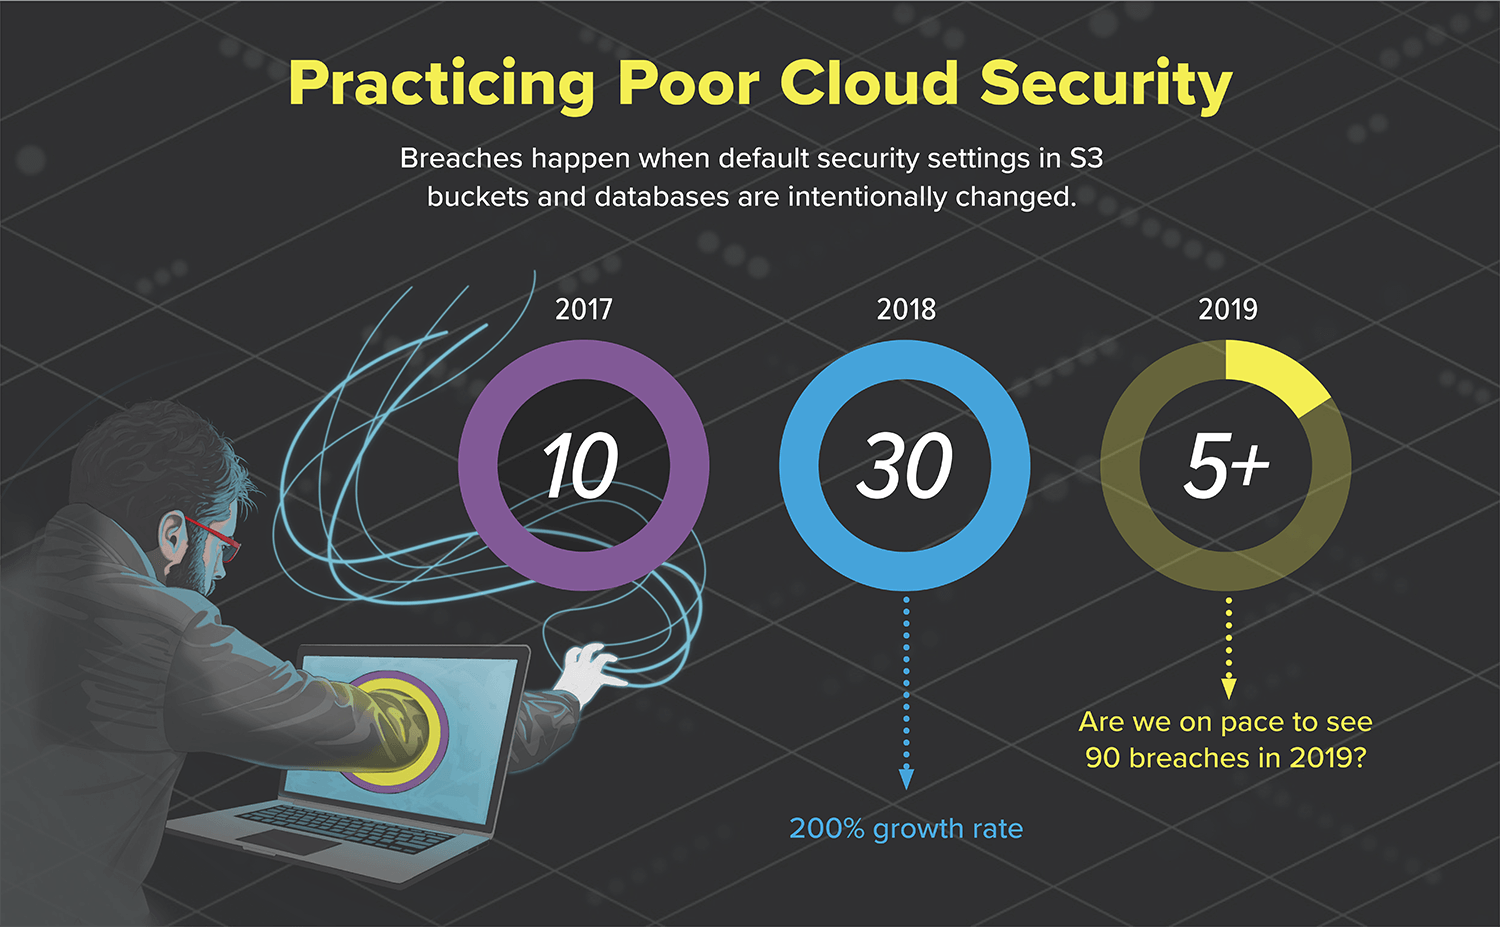 Practicing Poor Cloud Security
Breaches happen when default security settings in S3
buckets and databases are intentionally changed.
2017
2018
2019
10
30
5+
Are we on pace to see
90 breaches in 2019?
200% growth rate